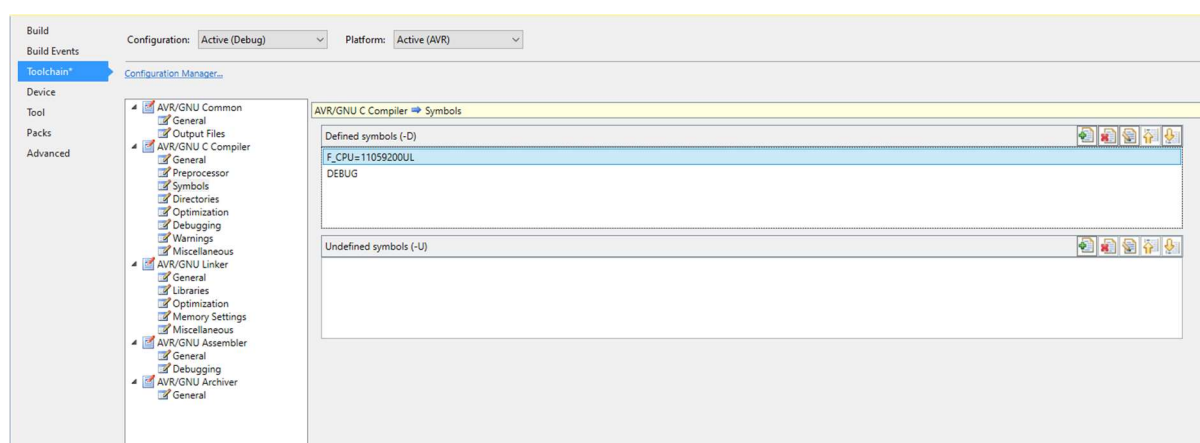 Build
Build Events
Toolchain*
Device
Tool
Packs
Advanced
Configuration: Active (Debug) Platform: Active (AVR)
Configuration Manager...
AVR/GNU Common
General
Output Files
AVR/GNU C Compiler
General
Preprocessor
Symbols
Directories
Optimization
Debugging
Warnings
Miscellaneous
AVR/GNU Linker
General
Libraries
Optimization
Memory Settings
Miscellaneous
AVR/GNU Assembler
General
Debugging
AVR/GNU Archiver
General
AVR/GNU C Compiler ➡ Symbols
Defined symbols (-D)
F_CPU=11059200UL
DEBUG
Undefined symbols (-U)